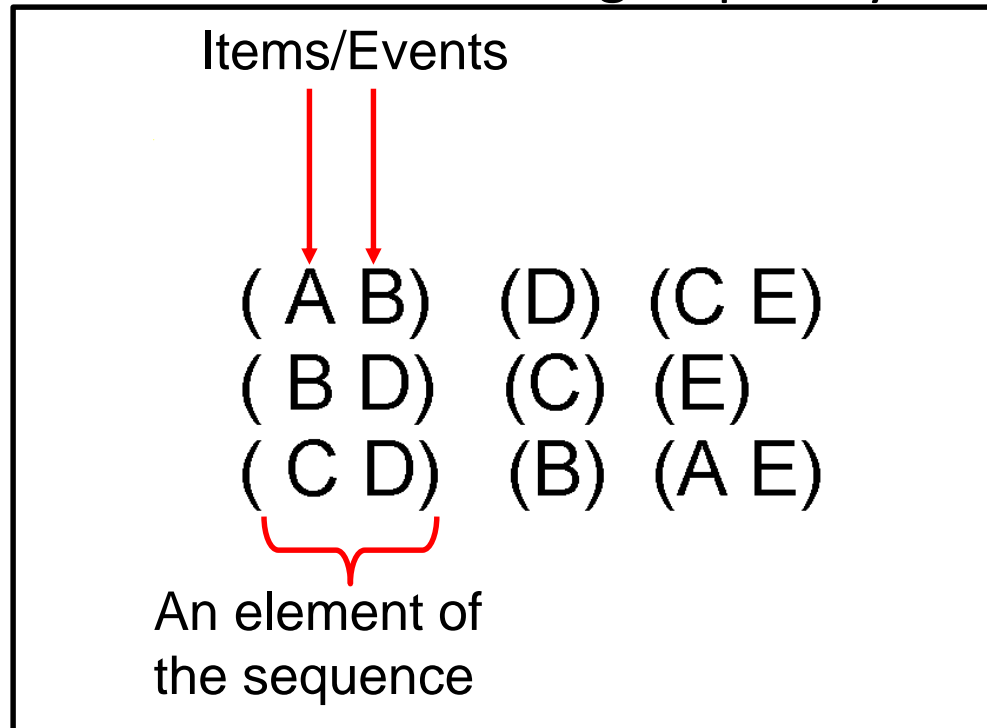 Items/Events
( A B) (D) (C E)
( B D) (C) (E)
( C D) (B) (A E)
An element of
the sequence